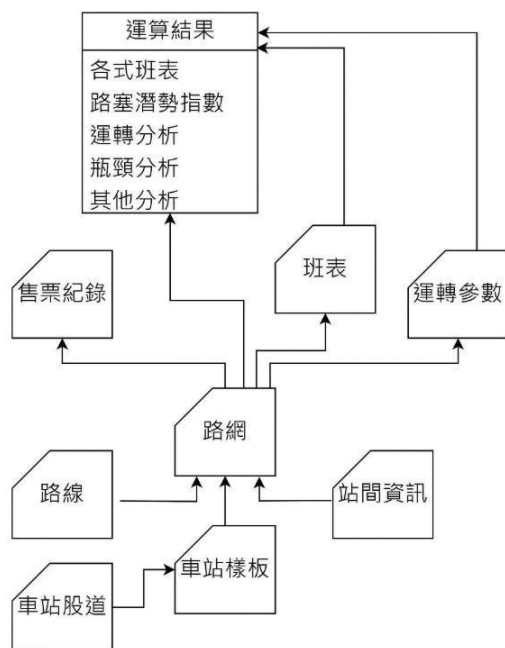 運算結果
各式班表
路塞潛勢指數
運轉分析
瓶頸分析
其他分析
售票紀錄
班表
運轉參數
路網
路線
站間資訊
車站樣板
車站股道